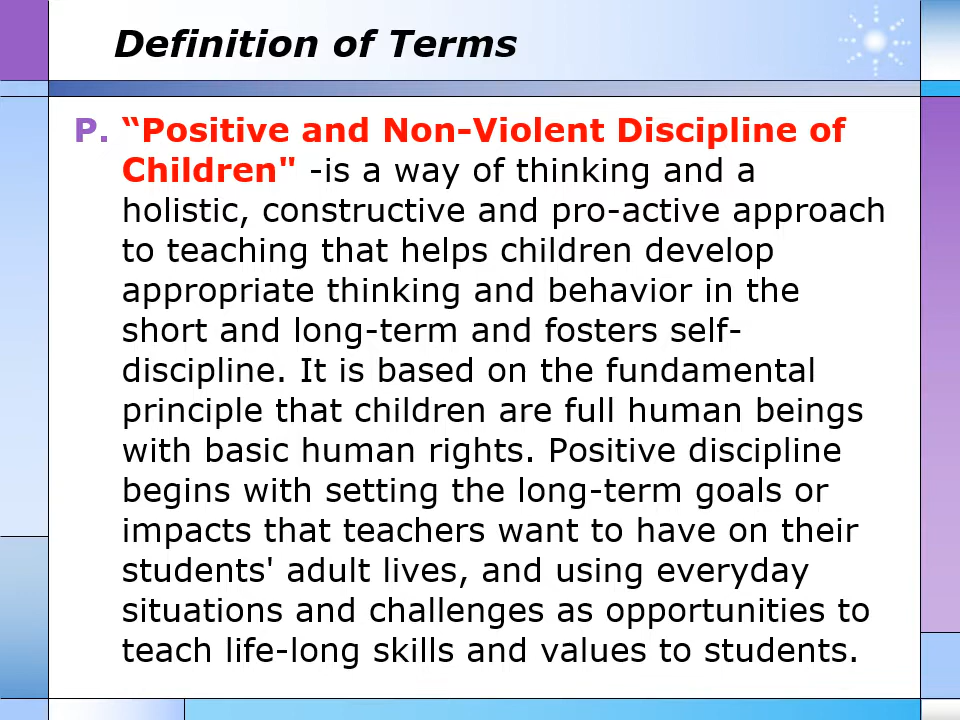 Definition of Terms
P. “Positive and Non-Violent Discipline of
Children" -is a way of thinking and a
holistic, constructive and pro-active approach
to teaching that helps children develop
appropriate thinking and behavior in the
short and long-term and fosters self-
discipline. It is based on the fundamental
principle that children are full human beings
with basic human rights. Positive discipline
begins with setting the long-term goals or
impacts that teachers want to have on their
students' adult lives, and using everyday
situations and challenges as opportunities to
teach life-long skills and values to students.